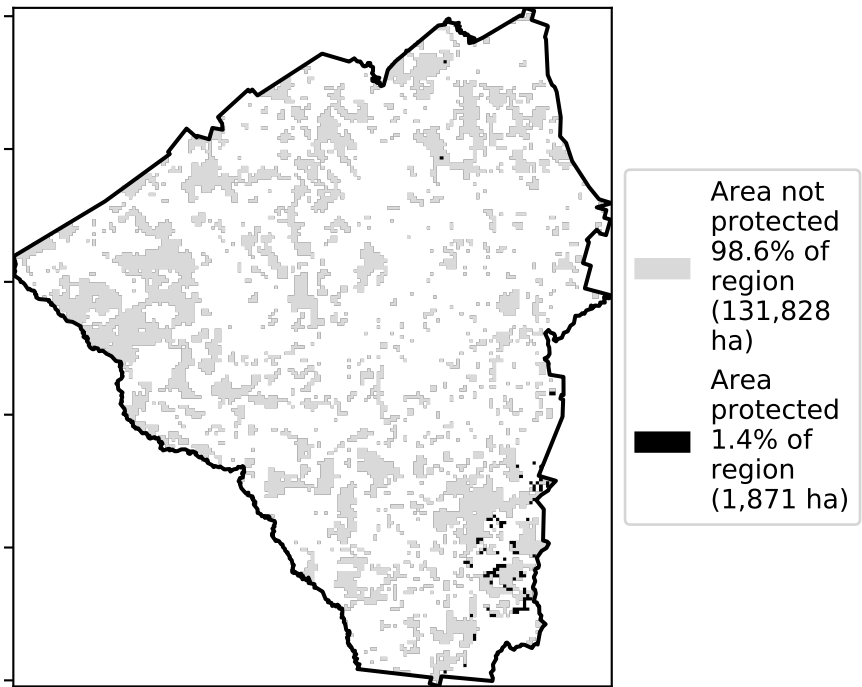 Area not
protected
98.6% of
region
(131,828
ha)
Area
protected
1.4% of
region
(1,871 ha)